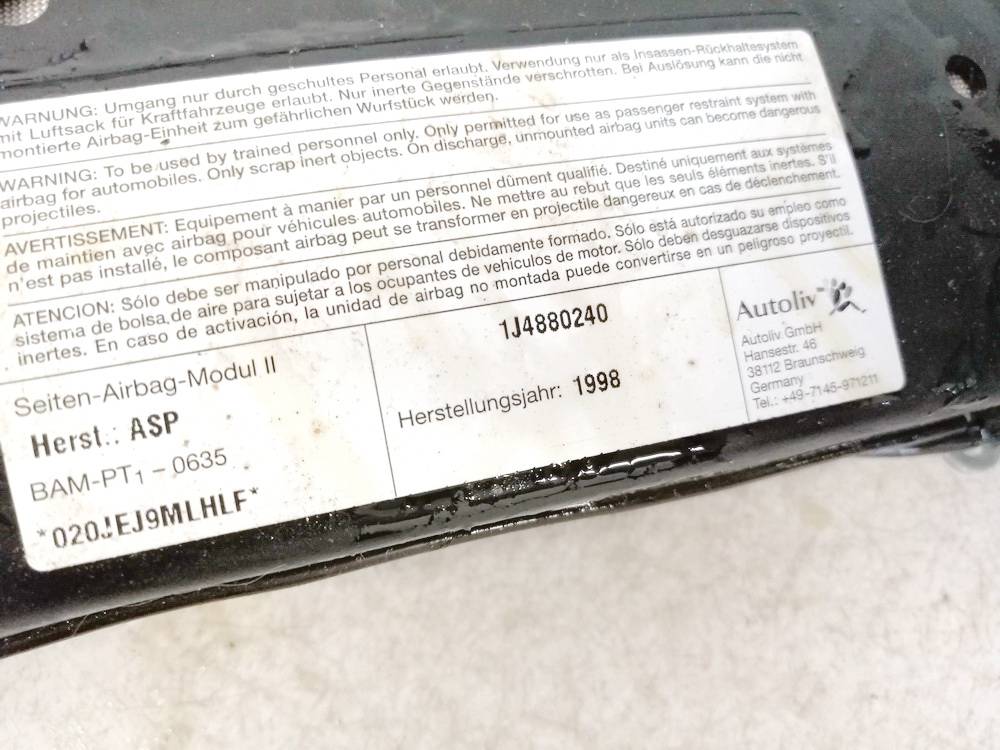 WARNUNG: Umgang nur durch geschultes Personal erlaubt. Verwendung nur als Insassen-Rückhaltesystem
mit Luftsack für Kraftfahrzeuge erlaubt. Nur inerte Gegenstände verschrotten. Bei Auslösung kann die nicht
montierte Airbag-Einheit zum gefährlichen Wurfstück werden.
WARNING: To be used by trained personnel only. Only permitted for use as passenger restraint system with
airbag for automobiles. Only scrap inert objects. On discharge, unmounted airbag units can become dangerous
projectiles.
AVERTISSEMENT: Equipement à manier par un personnel dûment qualifié. Destiné uniquement aux systèmes
de maintien avec airbag pour véhicules automobiles. Ne mettre au rebut que les seuls éléments inertes. S'il
n'est pas installé, le composant airbag peut se transformer en projectile dangereux en cas de déclenchement.
ATENCION: Sólo debe ser manipulado por personal debidamente formado. Sólo está autorizado su empleo como
sistema de bolsa de aire para sujetar a los ocupantes de vehiculos de motor. Sólo deben desguazarse dispositivos
inertes. En caso de activación, la unidad de airbag no montada puede convertirse en un peligroso proyectil.
Seiten-Airbag-Modul II
Herst.: ASP
BAM-PT1 - 0635
*020JEJ9MLHLF*
1J4880240
Herstellungsjahr: 1998
Autoliv
Autoliv GmbH
Hansestr. 46
38112 Braunschweig
Germany
Tel.: +49-7145-971211